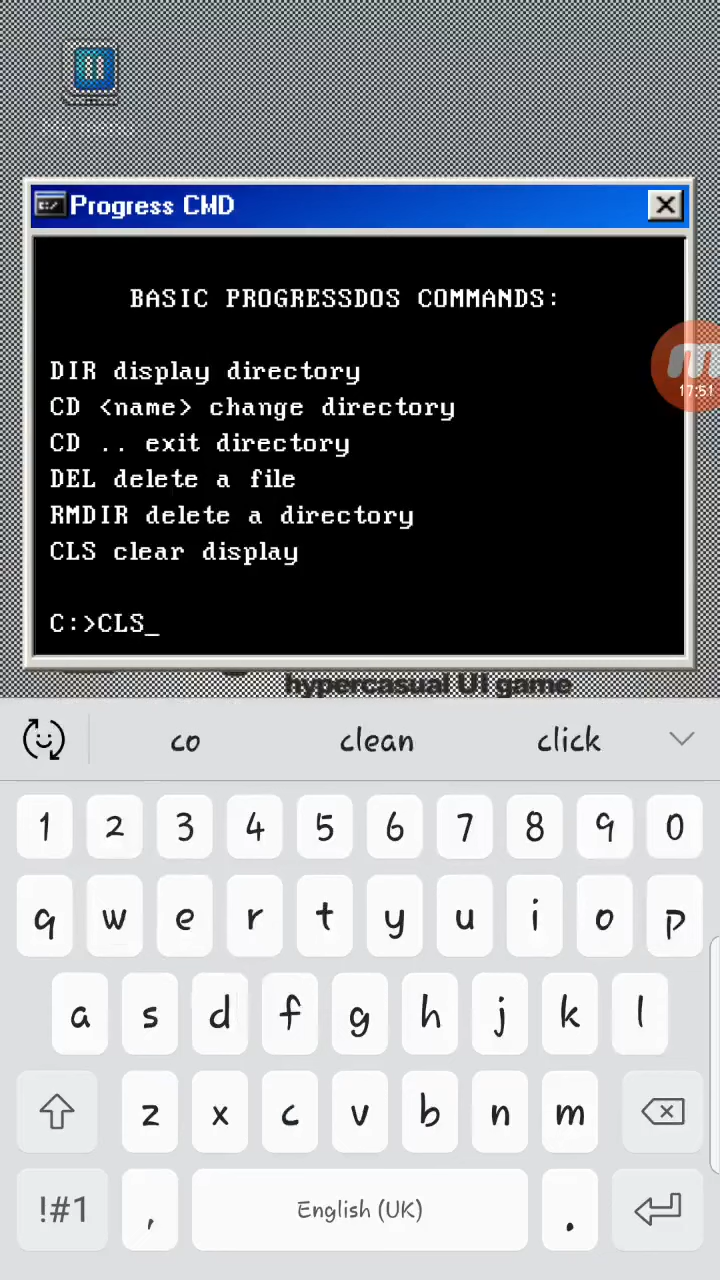 Progress CMD
BASIC PROGRESSDOS COMMANDS:
DIR display directory
CD <name> change directory
CD .. exit directory
DEL delete a file
RMDIR delete a directory
CLS clear display
C:>CLS_
17:51
hypercasual UI game
co clean click
1 2 3 4 5 6 7 8 9 0
q w e r t y u i o p
a s d f g h j k l
z x c v b n m
!#1 , English (UK) .